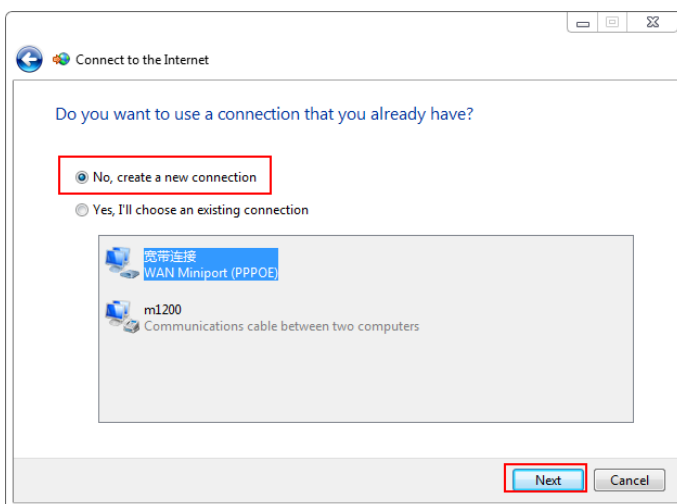 Connect to the Internet
Do you want to use a connection that you already have?
No, create a new connection
Yes, I'll choose an existing connection
宽带连接
WAN Miniport (PPPOE)
m1200
Communications cable between two computers
Next
Cancel